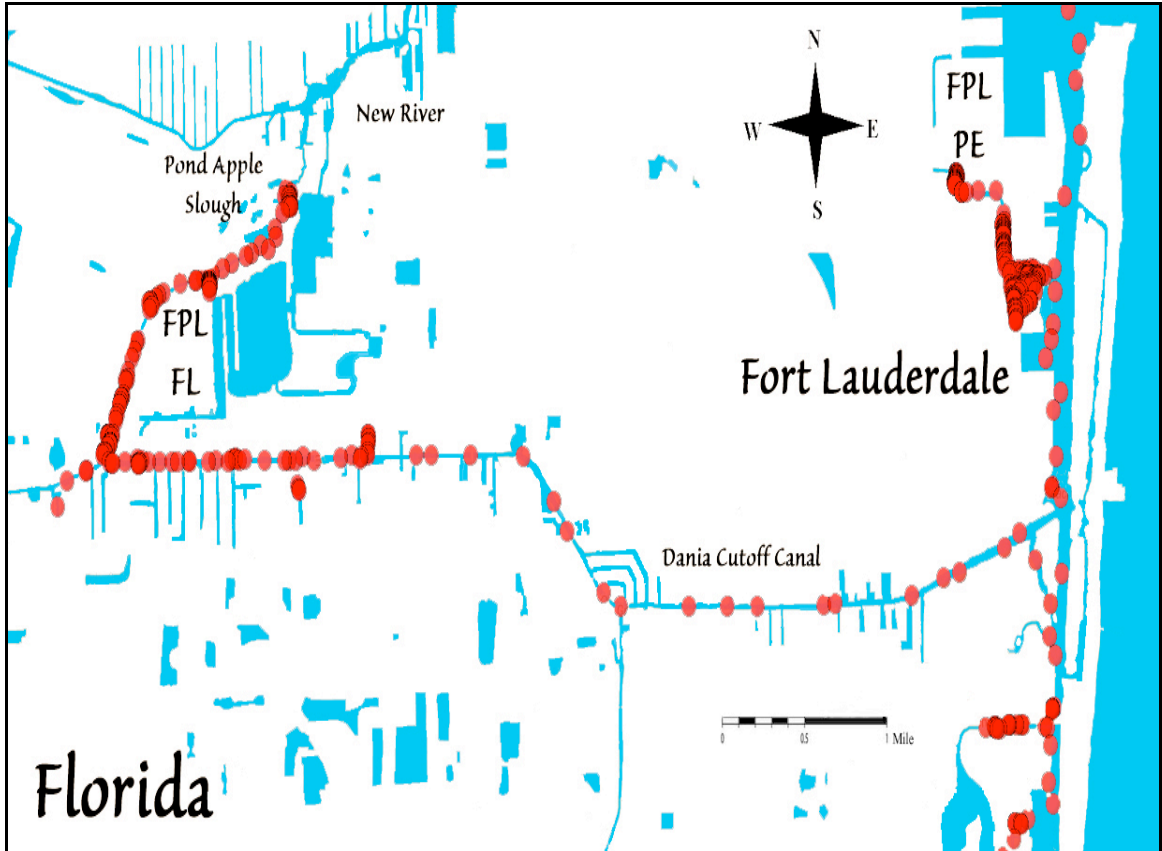 N
FPL
New River
W
E
PE
Pond Apple
Slough
S
FPL
FL
Fort Lauderdale
Dania Cutoff Canal
0
0.5
1 Mile
Florida